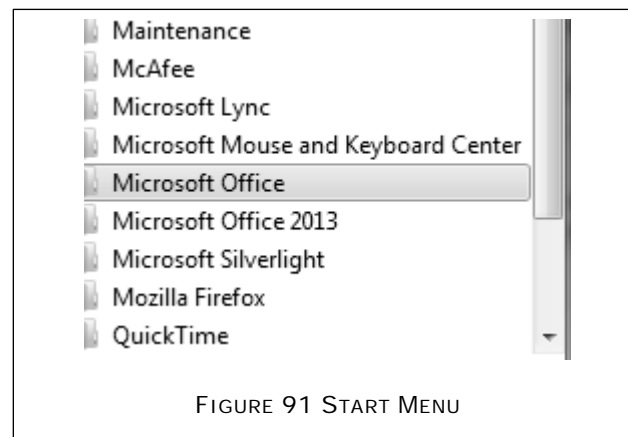 Maintenance
McAfee
Microsoft Lync
Microsoft Mouse and Keyboard Center
Microsoft Office
Microsoft Office 2013
Microsoft Silverlight
Mozilla Firefox
QuickTime
FIGURE 91 START MENU